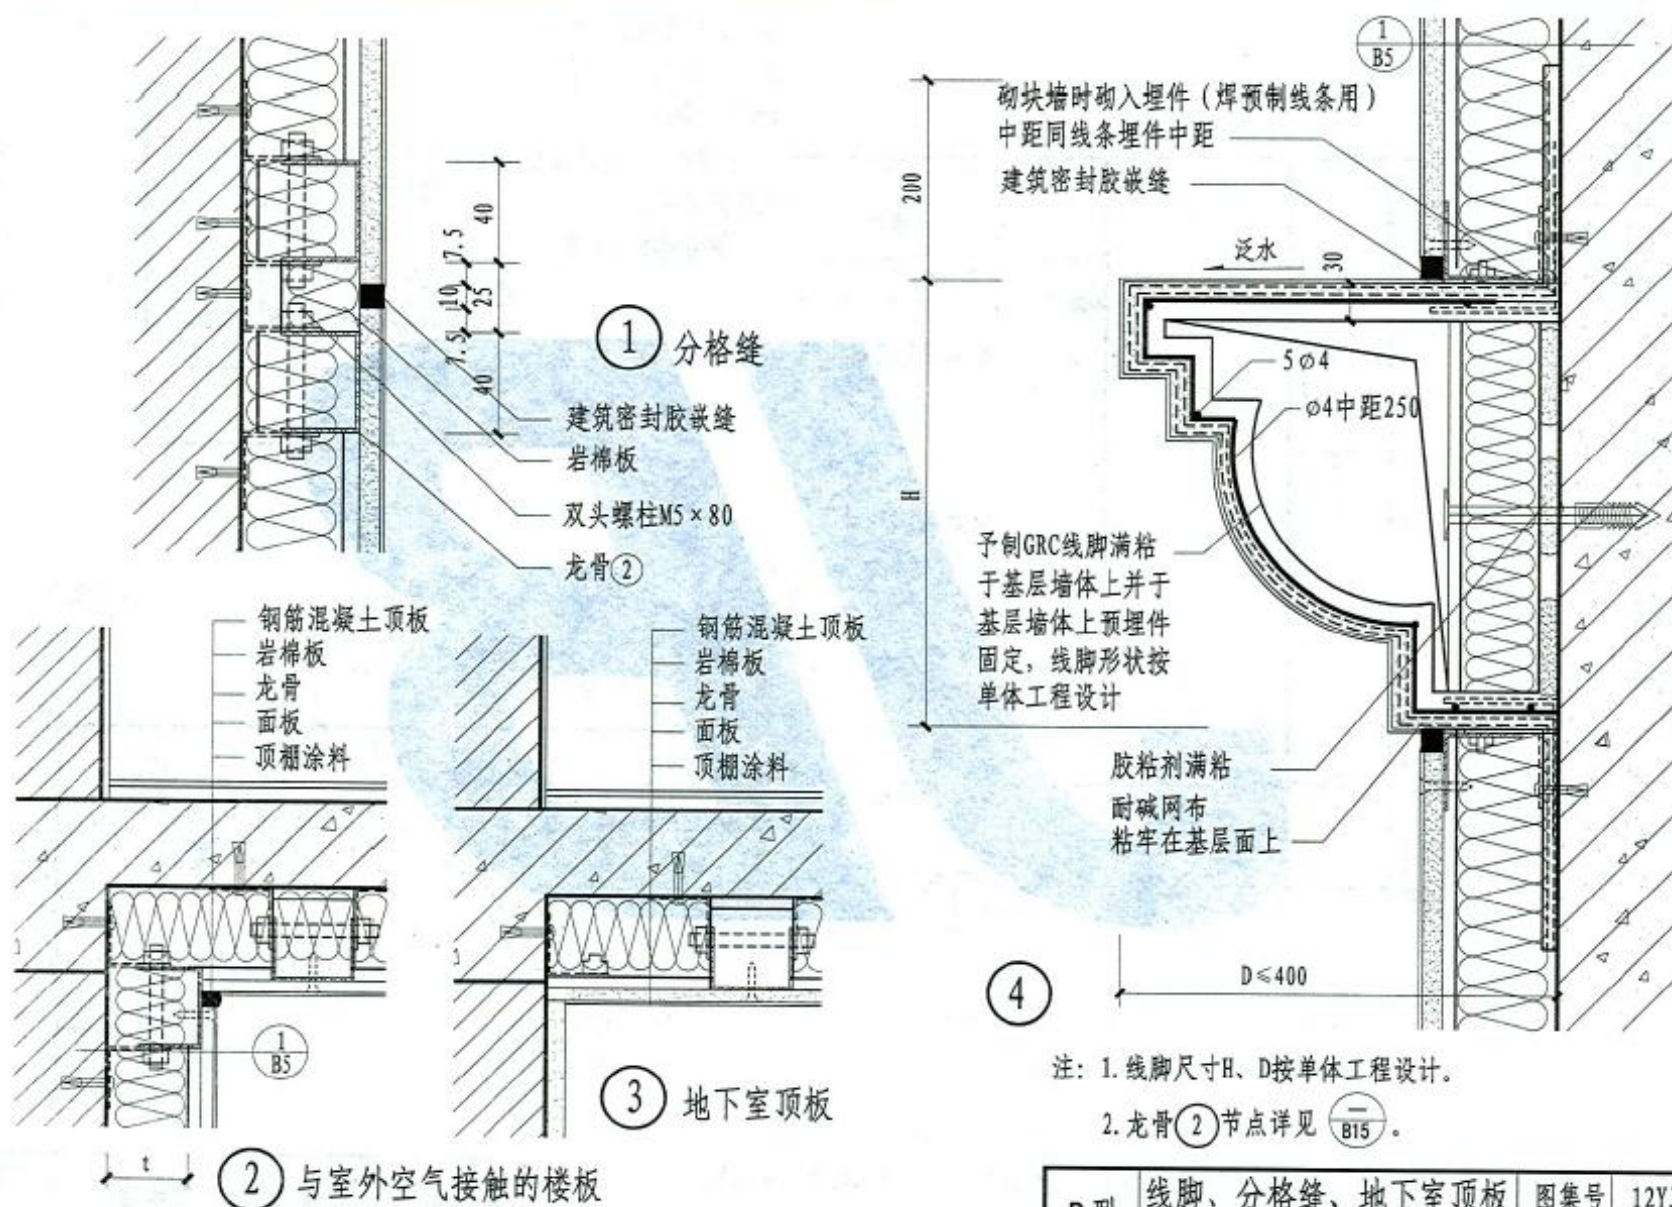 1
B5
砌块墙时砌入埋件（焊预制线条用）
中距同线条埋件中距
建筑密封胶嵌缝
泛水
200
30
H
5ø4
ø4中距250
予制GRC线脚满粘
于基层墙体上并于
基层墙体上预埋件
固定，线脚形状按
单体工程设计
胶粘剂满粘
耐碱网布
粘牢在基层面上
D≤400
4
40
7.5
10
25
7.5
40
1 分格缝
建筑密封胶嵌缝
岩棉板
双头螺柱M5×80
龙骨②
钢筋混凝土顶板
岩棉板
龙骨
面板
顶棚涂料
1
B5
t
2 与室外空气接触的楼板
钢筋混凝土顶板
岩棉板
龙骨
面板
顶棚涂料
3 地下室顶板
注：1.线脚尺寸H、D按单体工程设计。
2.龙骨②节点详见 — B15 。
线脚、分格缝、地下室顶板 图集号